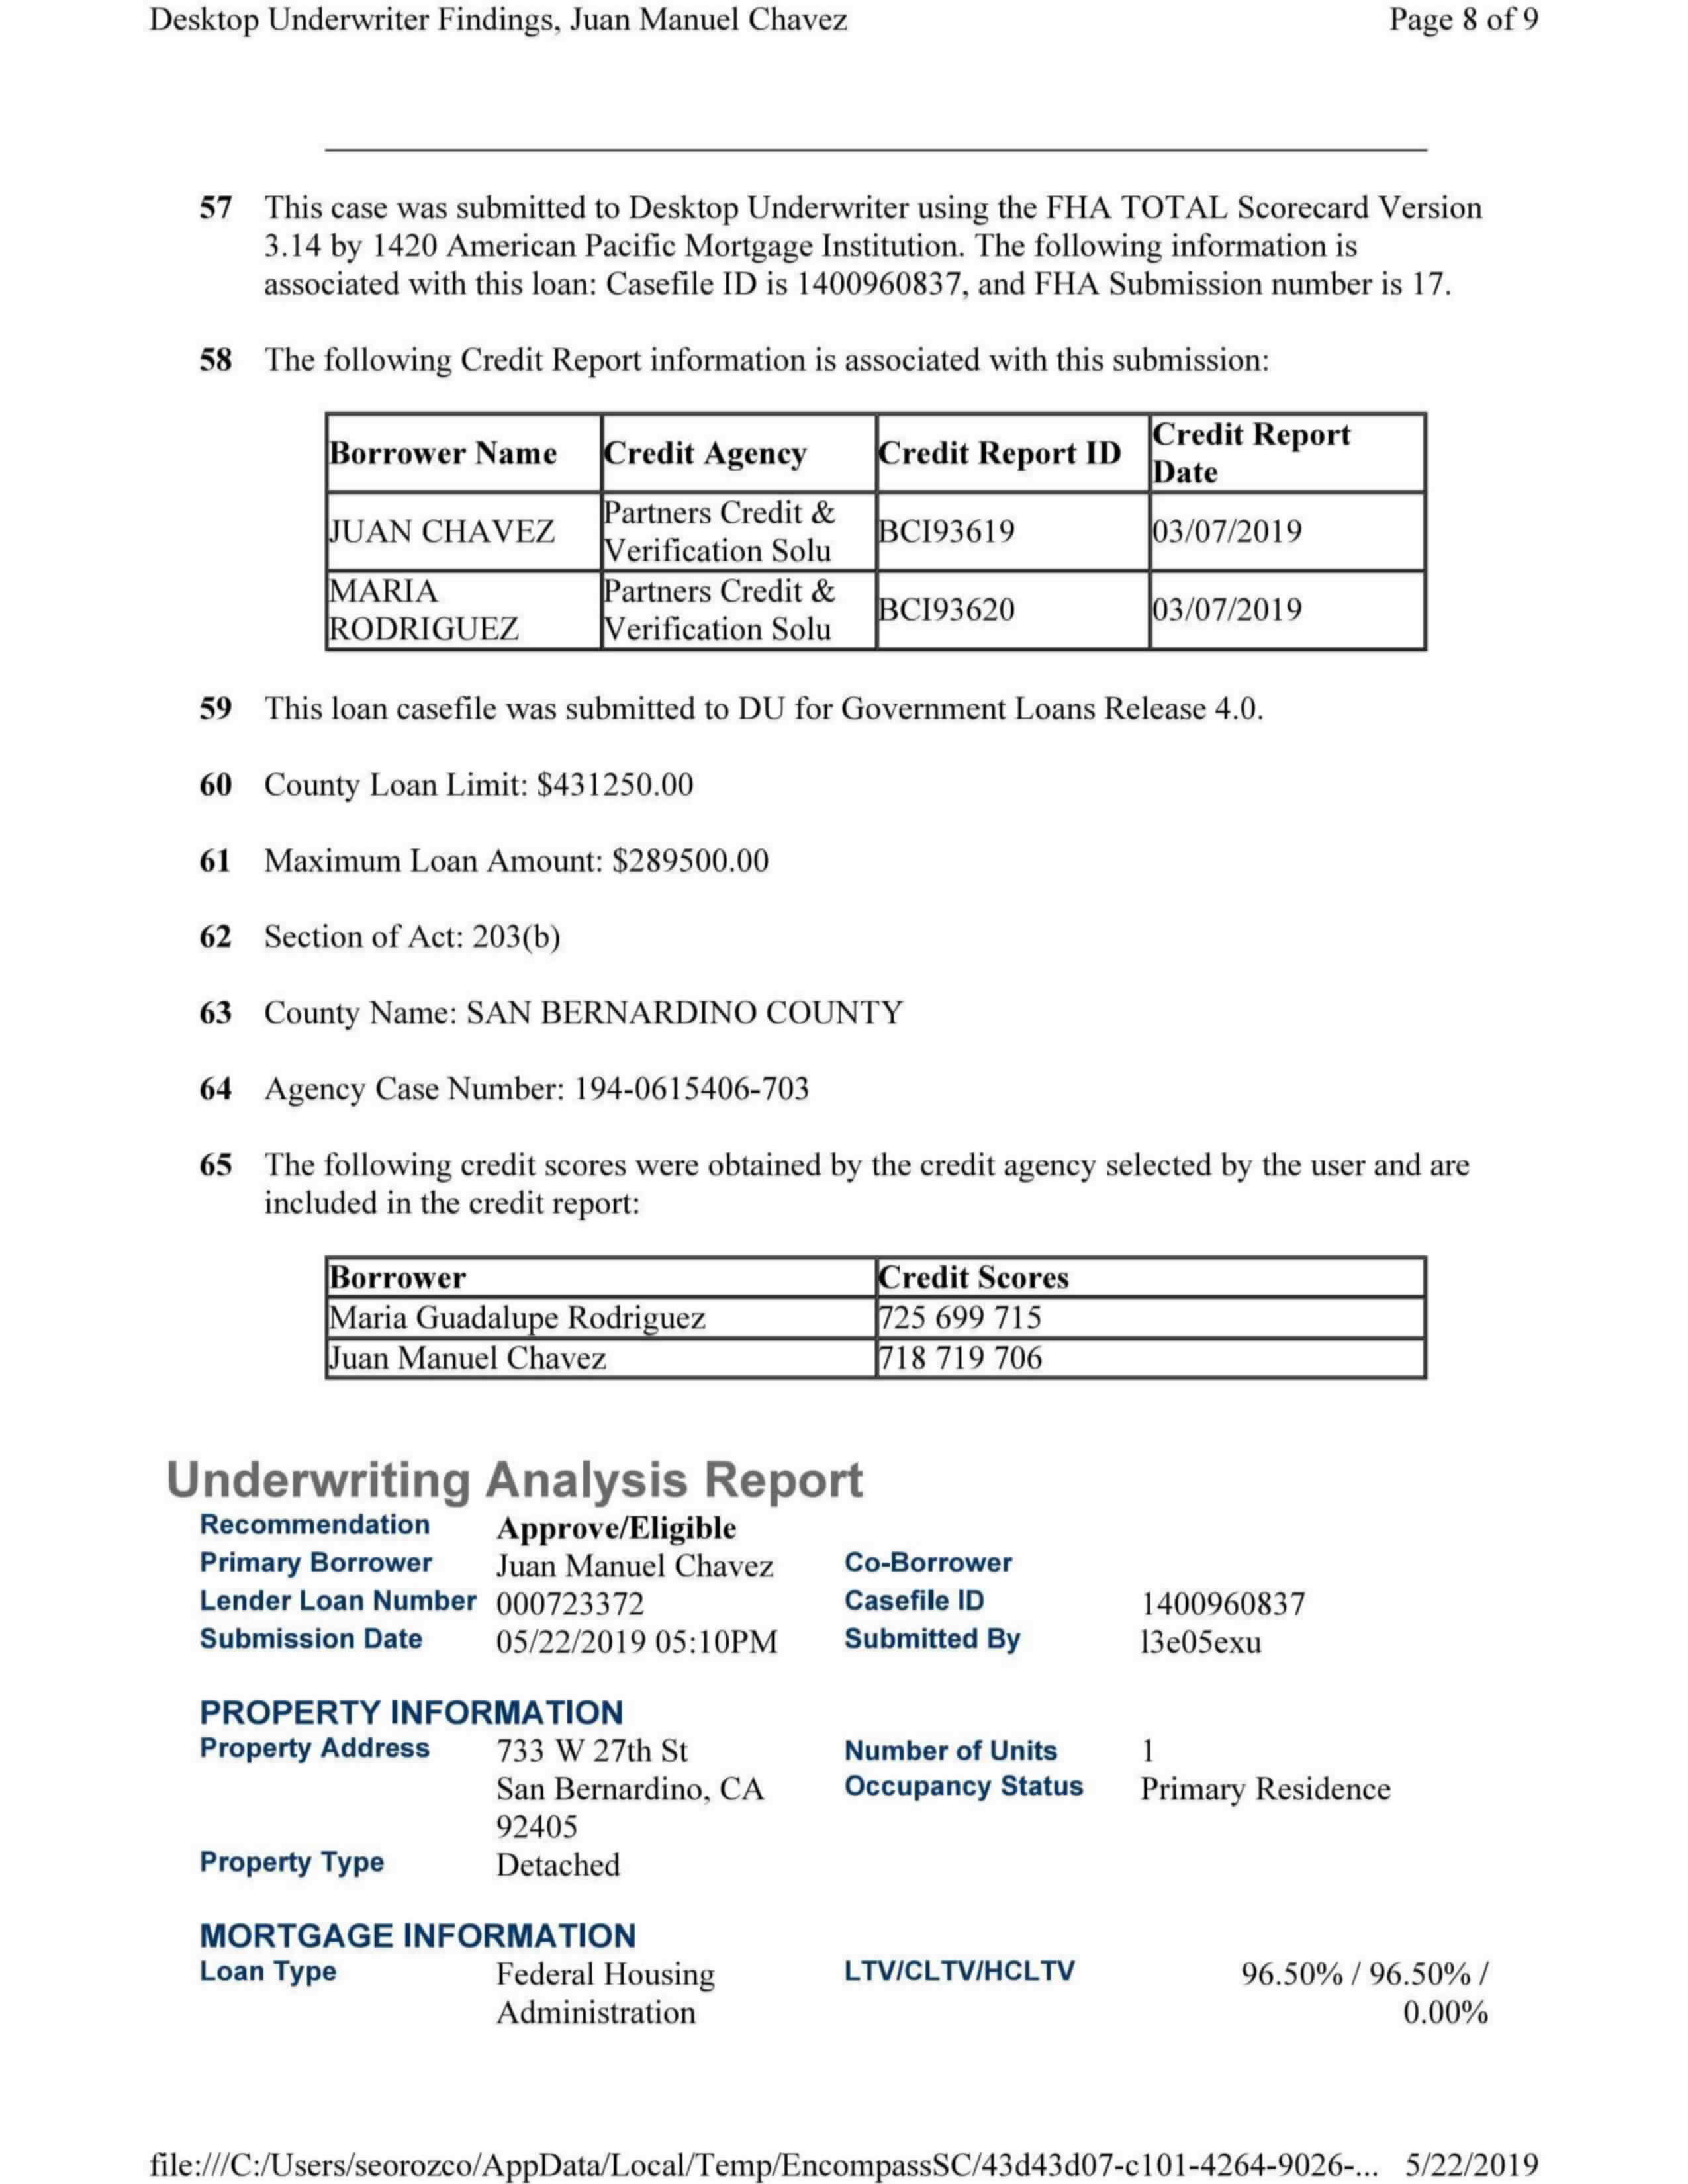 Desktop Underwriter Findings, Juan Manuel Chavez Page 8 of 9
57 This case was submitted to Desktop Underwriter using the FHA TOTAL Scorecard Version
3.14 by 1420 American Pacific Mortgage Institution. The following information is
associated with this loan: Casefile ID is 1400960837, and FHA Submission number is 17.
58 The following Credit Report information is associated with this submission:
Borrower Name Credit Agency Credit Report ID Credit Report
Date
JUAN CHAVEZ Partners Credit &
Verification Solu BCI93619 03/07/2019
MARIA
RODRIGUEZ Partners Credit &
Verification Solu BCI93620 03/07/2019
59 This loan casefile was submitted to DU for Government Loans Release 4.0.
60 County Loan Limit: $431250.00
61 Maximum Loan Amount: $289500.00
62 Section of Act: 203(b)
63 County Name: SAN BERNARDINO COUNTY
64 Agency Case Number: 194-0615406-703
65 The following credit scores were obtained by the credit agency selected by the user and are
included in the credit report:
Borrower Credit Scores
Maria Guadalupe Rodriguez 725 699 715
Juan Manuel Chavez 718 719 706
Underwriting Analysis Report
Recommendation Approve/Eligible
Primary Borrower Juan Manuel Chavez Co-Borrower
Lender Loan Number 000723372 Casefile ID 1400960837
Submission Date 05/22/2019 05:10PM Submitted By l3e05exu
PROPERTY INFORMATION
Property Address 733 W 27th St Number of Units 1
San Bernardino, CA Occupancy Status Primary Residence
92405
Property Type Detached
MORTGAGE INFORMATION
Loan Type Federal Housing LTV/CLTV/HCLTV 96.50% / 96.50% /
Administration 0.00%
file:///C:/Users/seorozco/AppData/Local/Temp/EncompassSC/43d43d07-c101-4264-9026-... 5/22/2019